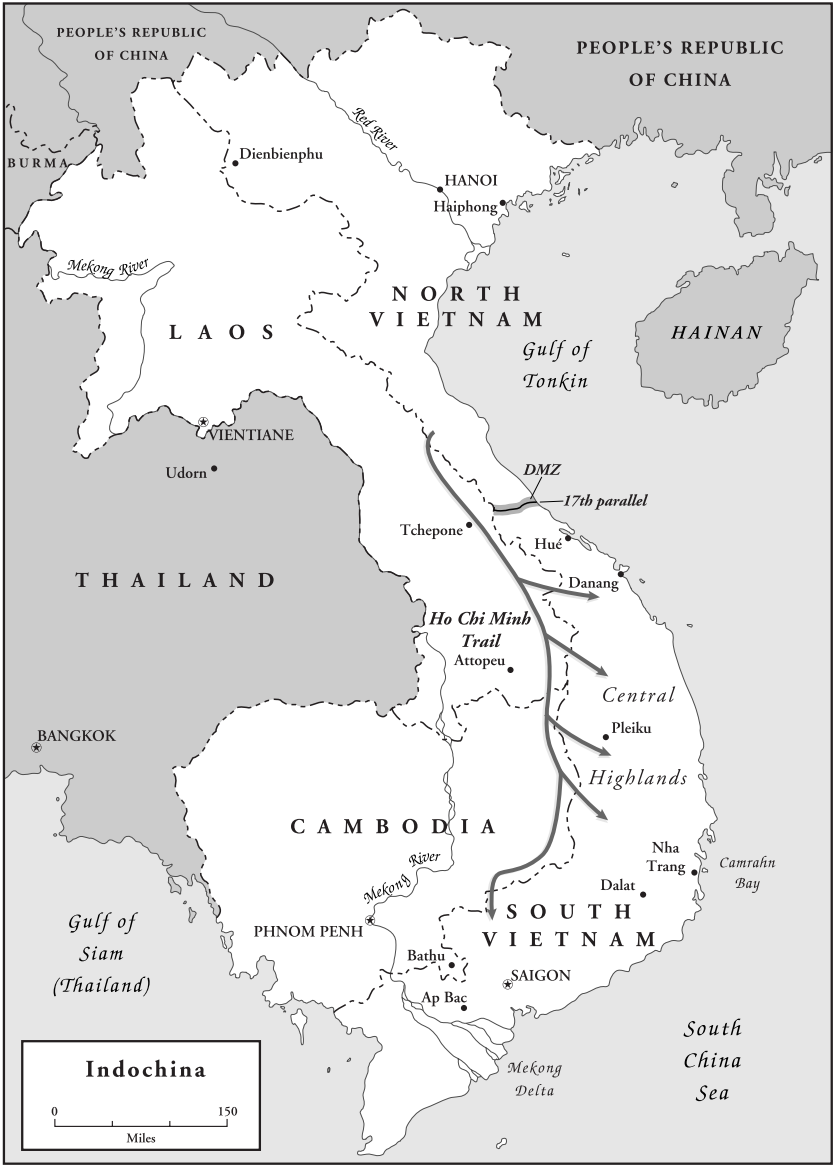 PEOPLE'S REPUBLIC
OF CHINA
PEOPLE'S REPUBLIC
OF CHINA
Red River
BURMA
Dienbienphu
HANOI
Haiphong
Mekong River
NORTH
VIETNAM
LAOS
HAINAN
Gulf of
Tonkin
VIENTIANE
Udorn
DMZ
17th parallel
Tchepone
Hué
Danang
THAILAND
Ho Chi Minh
Trail
Attopeu
Central
Pleiku
BANGKOK
Highlands
CAMBODIA
Nha
Trang
Camrahn
Bay
Mekong River
Dalat
Gulf of
Siam
(Thailand)
PHNOM PENH
SOUTH
VIETNAM
Bathu
SAIGON
Ap Bac
South
China
Sea
Mekong
Delta
Indochina
0
150
Miles